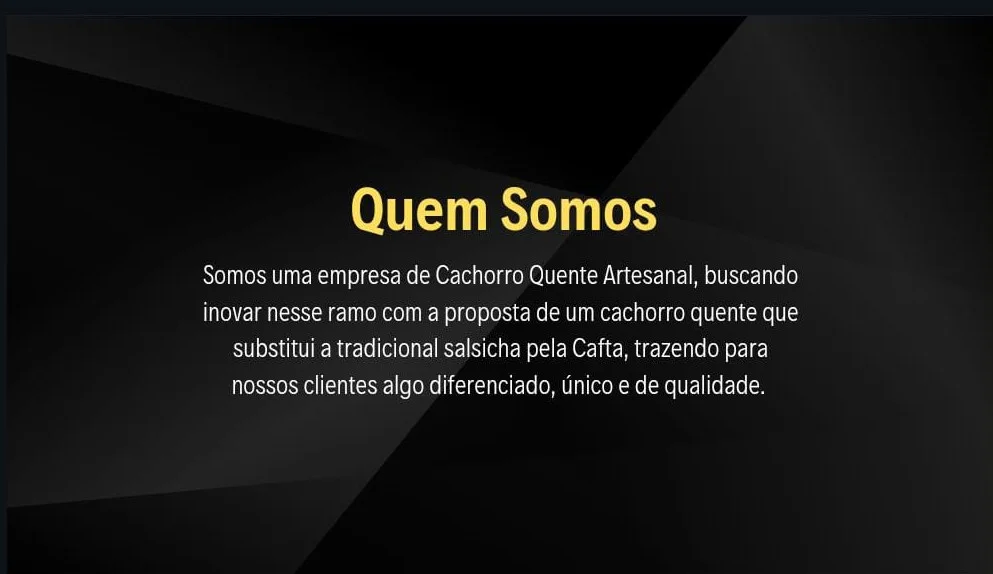 Quem Somos
Somos uma empresa de Cachorro Quente Artesanal, buscando
inovar nesse ramo com a proposta de um cachorro quente que
substitui a tradicional salsicha pela Cafta, trazendo para
nossos clientes algo diferenciado, único e de qualidade.